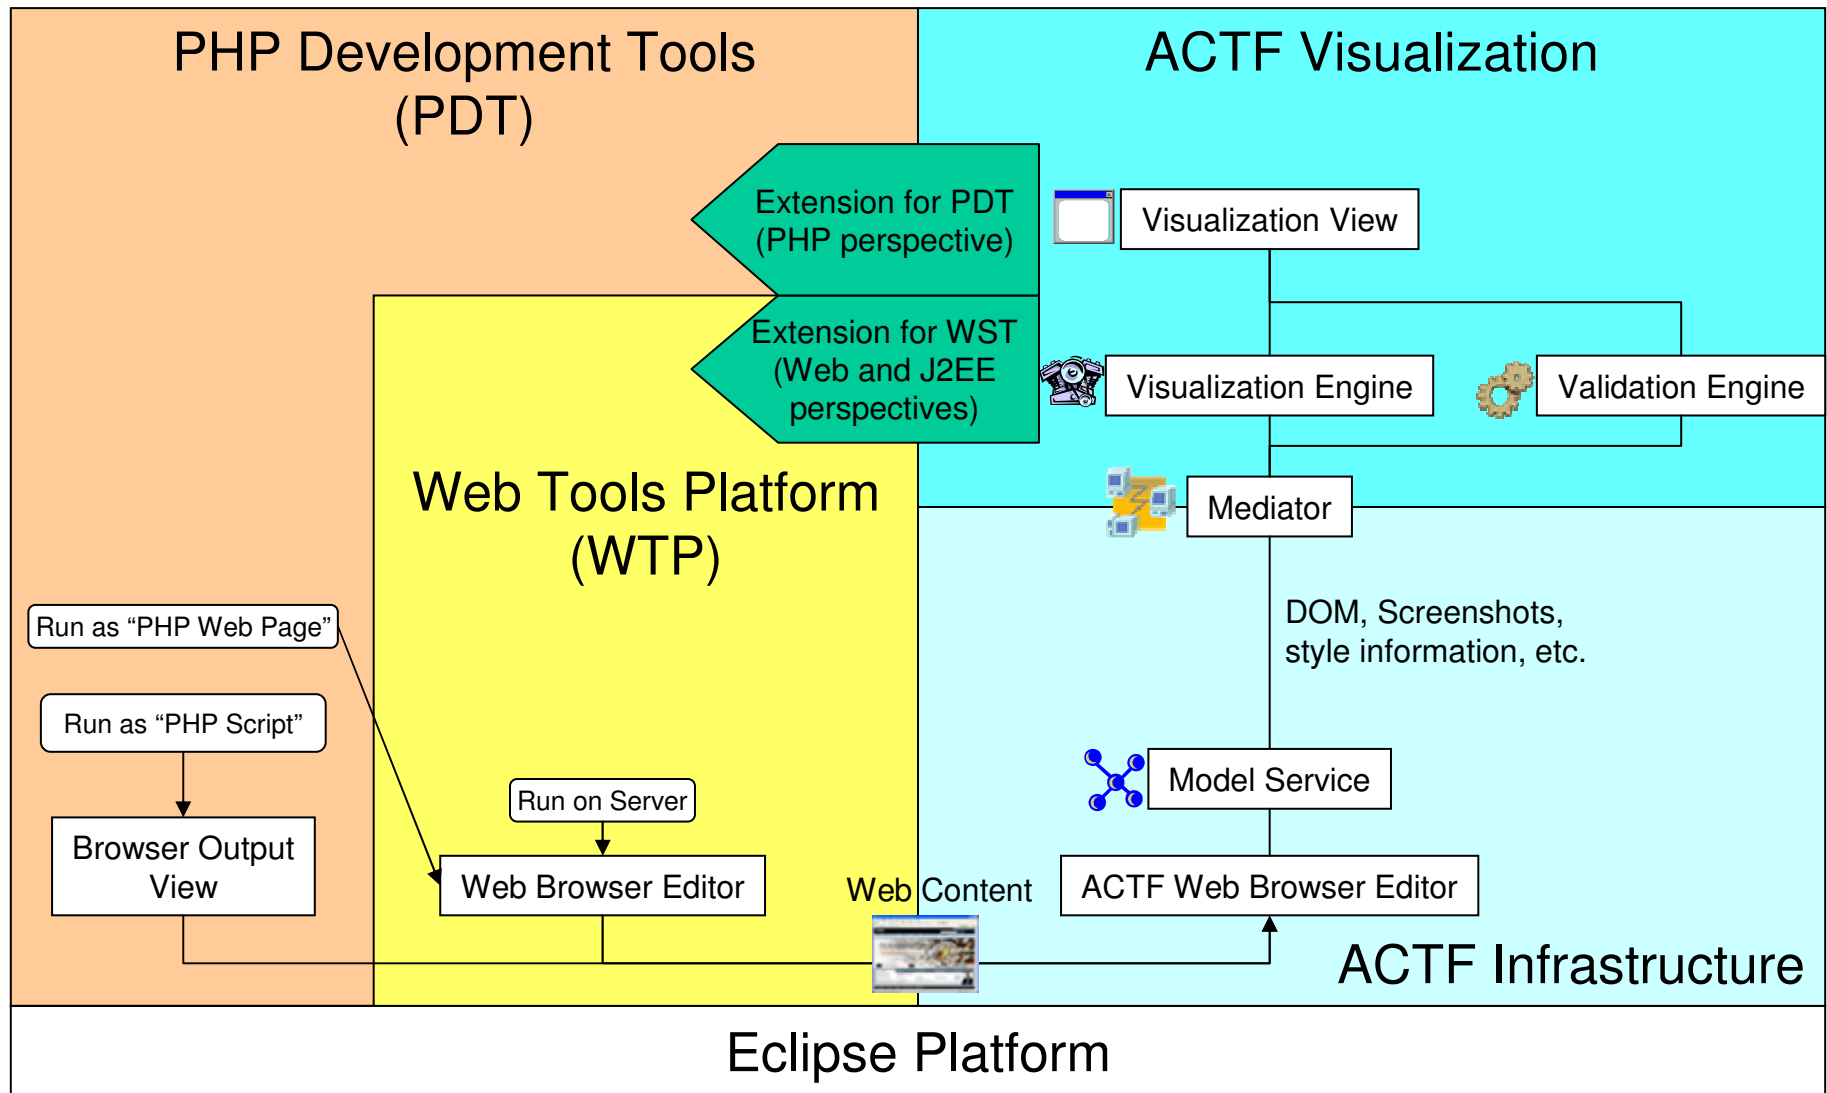 PHP Development Tools
(PDT)
ACTF Visualization
Extension for PDT
(PHP perspective)
Visualization View
Extension for WST
(Web and J2EE
perspectives)
Visualization Engine
Validation Engine
Web Tools Platform
(WTP)
Mediator
DOM, Screenshots,
style information, etc.
Run as “PHP Web Page”
Run as “PHP Script”
Run on Server
Model Service
Browser Output
View
Web Browser Editor
Web Content
ACTF Web Browser Editor
ACTF Infrastructure
Eclipse Platform